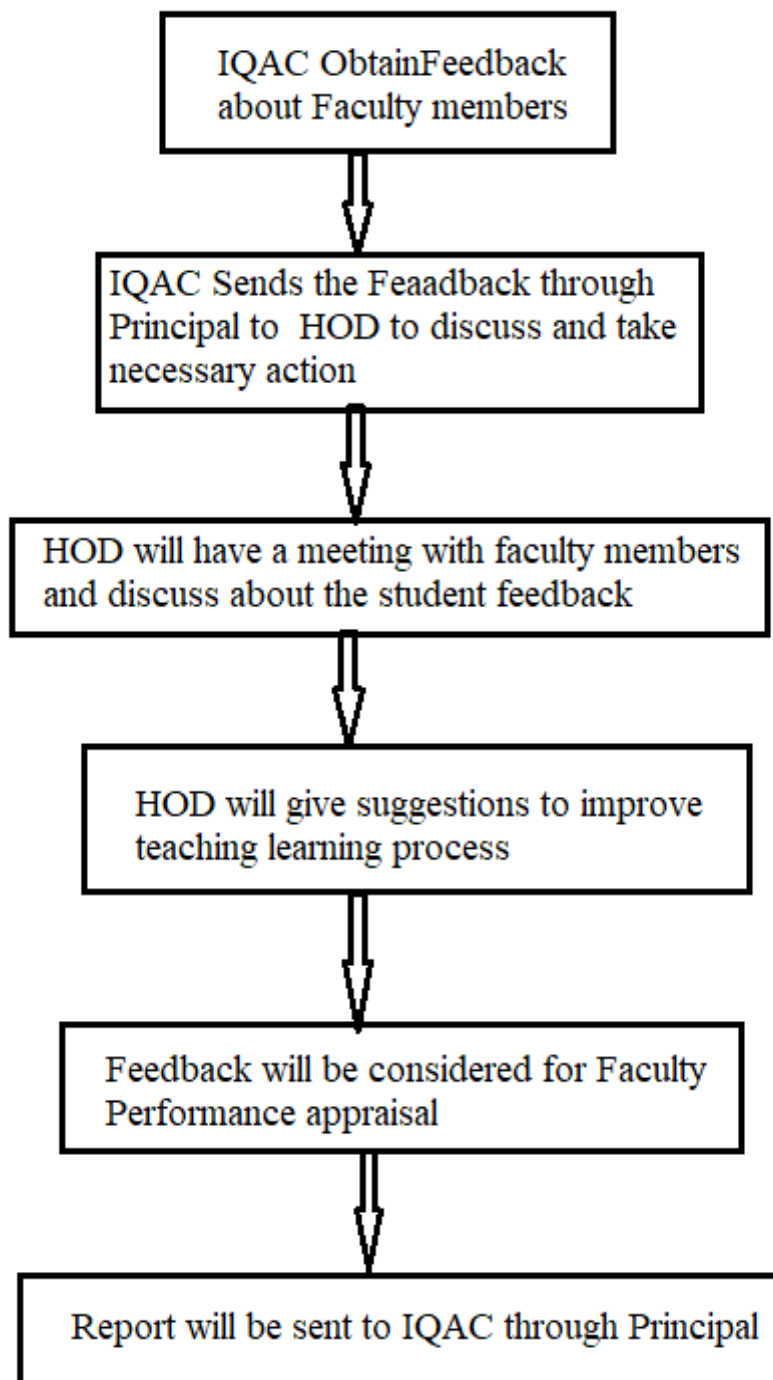 IQAC ObtainFeedback
about Faculty members
IQAC Sends the Feaadback through
Principal to HOD to discuss and take
necessary action
HOD will have a meeting with faculty members
and discuss about the student feedback
HOD will give suggestions to improve
teaching learning process
Feedback will be considered for Faculty
Performance appraisal
Report will be sent to IQAC through Principal